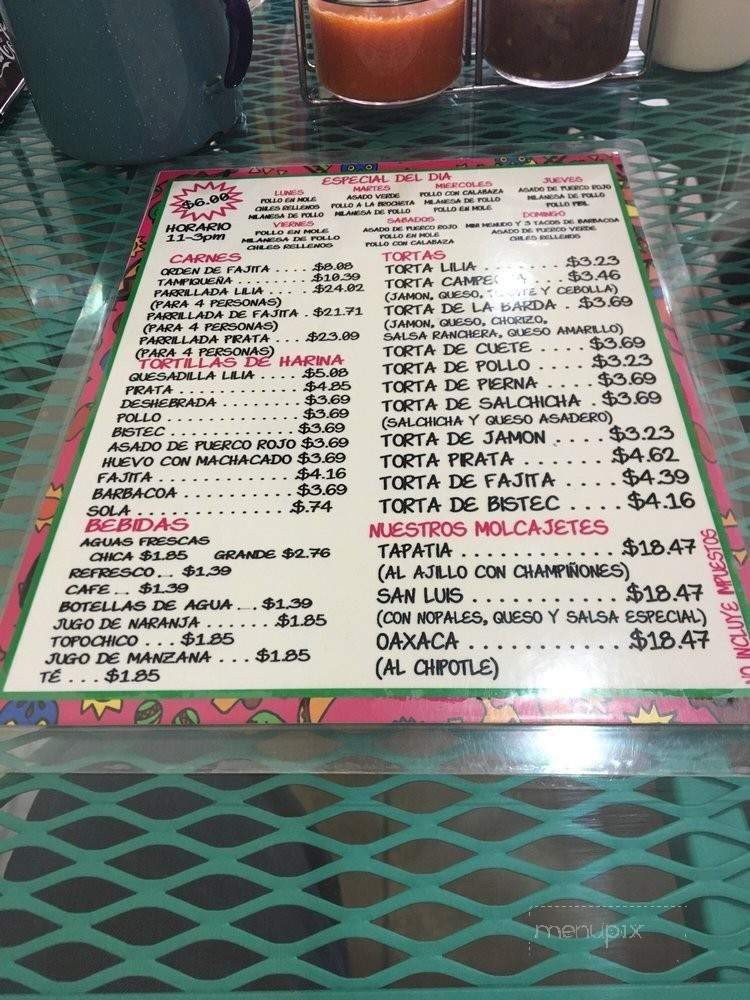 ESPECIAL DEL DIA
$6.00
HORARIO
11-3pm
LUNES
POLLO EN MOLE
CHILES RELLENOS
MILANESA DE POLLO
MARTES
ASADO VERDE
POLLO A LA BROCHETA
MILANESA DE POLLO
MIERCOLES
POLLO CON CALABAZA
MILANESA DE POLLO
POLLO EN MOLE
JUEVES
ASADO DE PUERCO ROJO
MILANESA DE POLLO
POLLO PIBIL
VIERNES
POLLO EN MOLE
MILANESA DE POLLO
CHILES RELLENOS
SABADOS
ASADO DE PUERCO ROJO
POLLO EN MOLE
POLLO CON CALABAZA
DOMINGO
MINI MENUDO Y 3 TACOS DE BARBACOA
ASADO DE PUERCO VERDE
CHILES RELLENOS
CARNES
ORDEN DE FAJITA .... $8.08
TAMPIQUEÑA ....... $10.39
PARRILLADA LILIA ..... $24.02
(PARA 4 PERSONAS)
PARRILLADA DE FAJITA . $21.71
(PARA 4 PERSONAS)
PARRILLADA PIRATA ... $23.09
(PARA 4 PERSONAS)
TORTILLAS DE HARINA
QUESADILLA LILIA ..... $5.08
PIRATA ............. $4.85
DESHEBRADA ......... $3.69
POLLO .............. $3.69
BISTEC .............. $3.69
ASADO DE PUERCO ROJO $3.69
HUEVO CON MACHACADO $3.69
FAJITA .............. $4.16
BARBACOA ........... $3.69
SOLA ............... $.74
BEBIDAS
AGUAS FRESCAS
CHICA $1.85 GRANDE $2.76
REFRESCO... $1.39
CAFE... $1.39
BOTELLAS DE AGUA ... $1.39
JUGO DE NARANJA ....... $1.85
TOPOCHICO ... $1.85
JUGO DE MANZANA ... $1.85
TÉ ... $1.85
TORTAS
TORTA LILIA ......... $3.23
TORTA ... $3.46
(JAMON, QUESO, Y CEBOLLA)
TORTA DE LA BARDA .. $3.69
(JAMON, QUESO, CHORIZO,
SALSA RANCHERA, QUESO AMARILLO)
TORTA DE CUETE .... $3.69
TORTA DE POLLO .... $3.23
TORTA DE PIERNA ... $3.69
TORTA DE SALCHICHA . $3.69
(SALCHICHA Y QUESO ASADERO)
TORTA DE JAMON .... $3.23
TORTA PIRATA ...... $4.62
TORTA DE FAJITA .... $4.39
TORTA DE BISTEC .... $4.16
NUESTROS MOLCAJETES
TAPATIA ............ $18.47
(AL AJILLO CON CHAMPIÑONES)
SAN LUIS ........... $18.47
(CON NOPALES, QUESO Y SALSA ESPECIAL)
OAXACA ............ $18.47
(AL CHIPOTLE)
NO INCLUYE IMPUESTOS
menupix